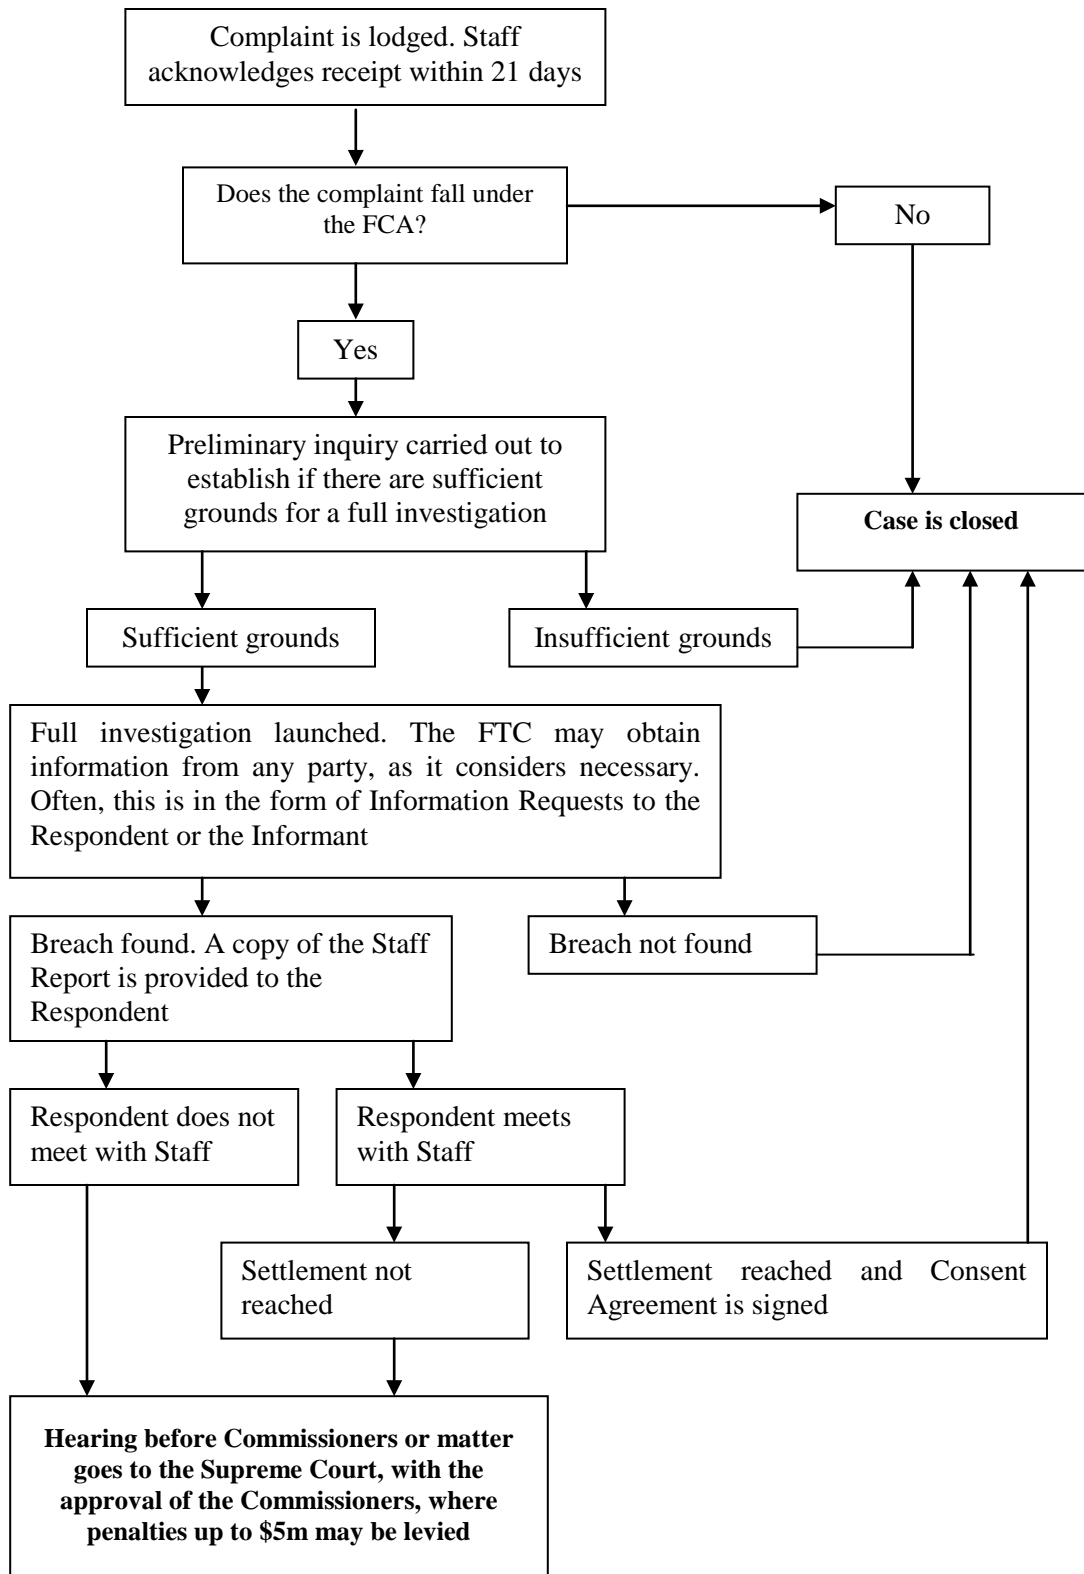 Complaint is lodged. Staff
acknowledges receipt within 21 days
Does the complaint fall under
the FCA?
No
Yes
Preliminary inquiry carried out to
establish if there are sufficient
grounds for a full investigation
Case is closed
Sufficient grounds
Insufficient grounds
Full investigation launched. The FTC may obtain
information from any party, as it considers necessary.
Often, this is in the form of Information Requests to the
Respondent or the Informant
Breach found. A copy of the Staff
Report is provided to the
Respondent
Breach not found
Respondent does not
meet with Staff
Respondent meets
with Staff
Settlement not
reached
Settlement reached and Consent
Agreement is signed
Hearing before Commissioners or matter
goes to the Supreme Court, with the
approval of the Commissioners, where
penalties up to $5m may be levied